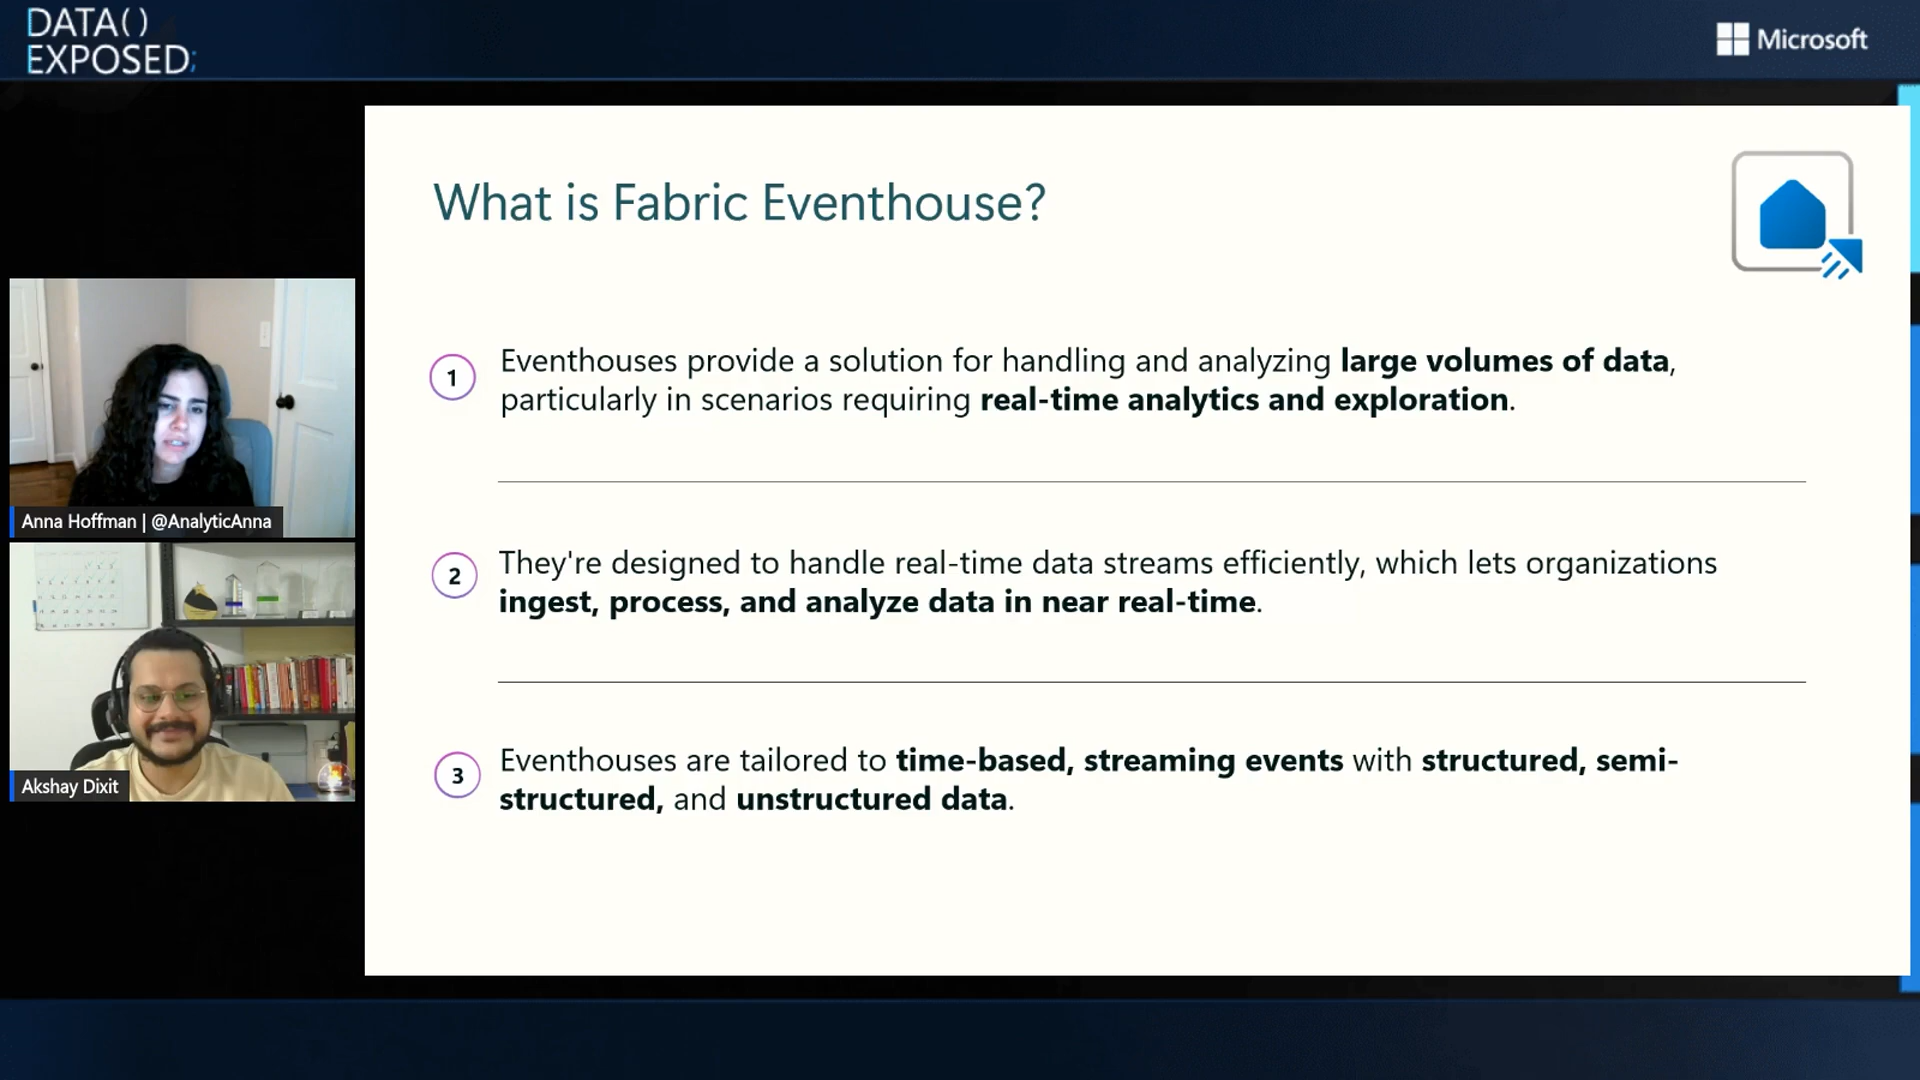 DATA()
EXPOSED;
Microsoft
What is Fabric Eventhouse?
1
Eventhouses provide a solution for handling and analyzing large volumes of data,
particularly in scenarios requiring real-time analytics and exploration.
2
They're designed to handle real-time data streams efficiently, which lets organizations
ingest, process, and analyze data in near real-time.
3
Eventhouses are tailored to time-based, streaming events with structured, semi-
structured, and unstructured data.
Anna Hoffman | @AnalyticAnna
Akshay Dixit